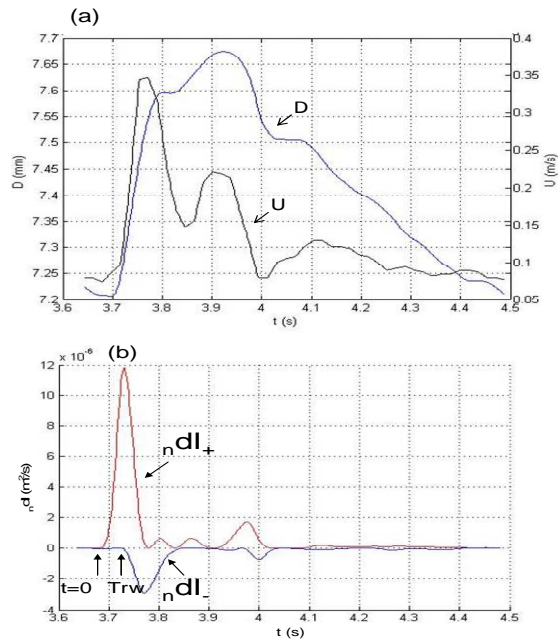 (a)
7.7
7.65
7.6
7.55
7.5
7.45
7.4
7.35
7.3
7.25
7.2
D (mm)
0.4
0.35
0.3
0.25
0.2
0.15
0.1
0.05
U (m/s)
D
U
3.6 3.7 3.8 3.9 4 4.1 4.2 4.3 4.4 4.5
t (s)
(b)
x 10⁻⁶
12
10
8
6
4
2
0
-2
-4
ₙdI (m²/s)
ₙdI₊
t=0 Trw ₙdI₋
3.6 3.7 3.8 3.9 4.0 4.1 4.2 4.3 4.4 4.5
t (s)